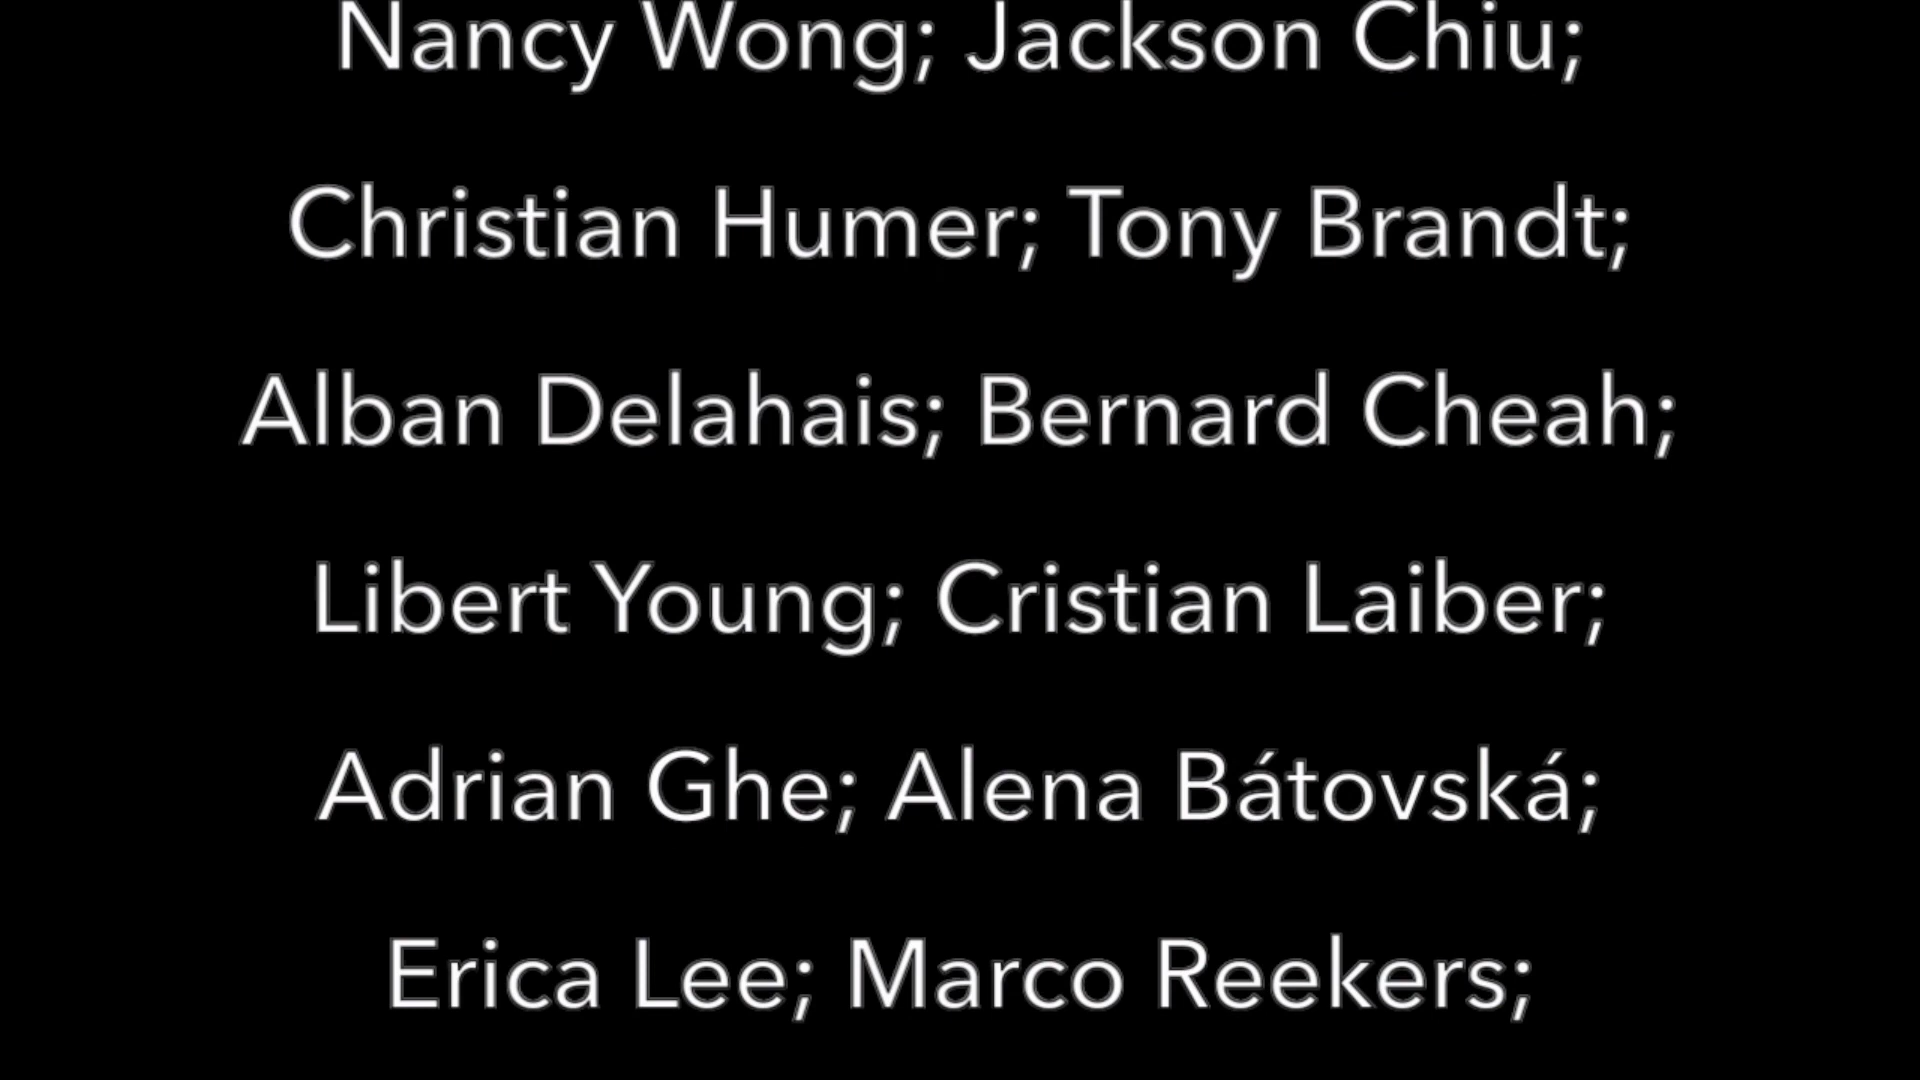 Nancy Wong; Jackson Chiu;
Christian Humer; Tony Brandt;
Alban Delahais; Bernard Cheah;
Libert Young; Cristian Laiber;
Adrian Ghe; Alena Bátovská;
Erica Lee; Marco Reekers;